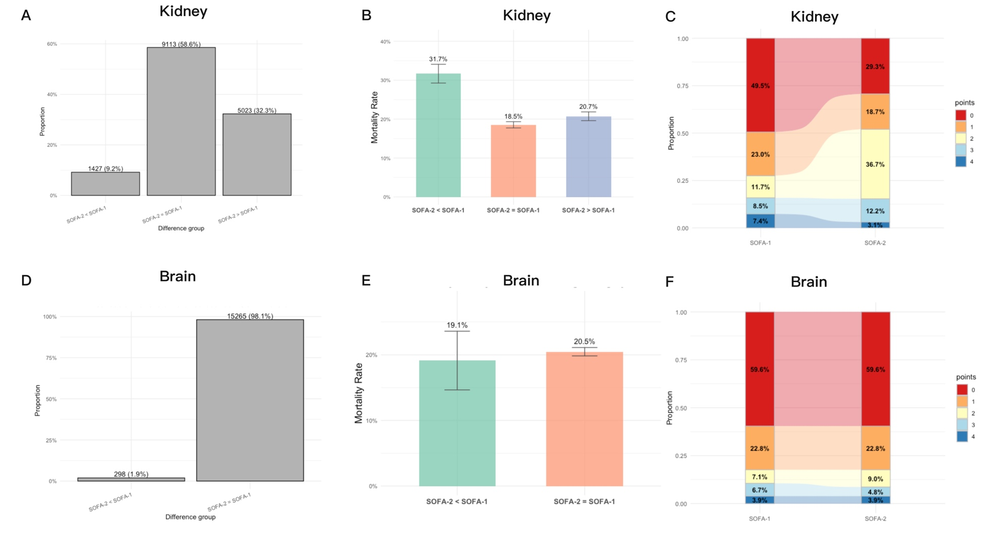 A
Kidney
60%
40%
20%
0%
Proportion
1427 (9.2%)
9113 (58.6%)
5023 (32.3%)
SOFA-2 < SOFA-1
SOFA-2 = SOFA-1
SOFA-2 > SOFA-1
Difference group
B
Kidney
40%
30%
20%
10%
0%
Mortality Rate
31.7%
18.5%
20.7%
SOFA-2 < SOFA-1
SOFA-2 = SOFA-1
SOFA-2 > SOFA-1
C
Kidney
1.00
0.75
0.50
0.25
0.00
Proportion
49.5%
23.0%
11.7%
8.5%
7.4%
29.3%
18.7%
36.7%
12.2%
3.1%
SOFA-1
SOFA-2
points
0
1
2
3
4
D
Brain
100%
75%
50%
25%
0%
Proportion
298 (1.9%)
15265 (98.1%)
SOFA-2 < SOFA-1
SOFA-2 = SOFA-1
Difference group
E
Brain
20%
10%
0%
Mortality Rate
19.1%
20.5%
SOFA-2 < SOFA-1
SOFA-2 = SOFA-1
F
Brain
1.00
0.75
0.50
0.25
0.00
Proportion
59.6%
22.8%
7.1%
6.7%
3.9%
59.6%
22.8%
9.0%
4.8%
3.9%
SOFA-1
SOFA-2
points
0
1
2
3
4